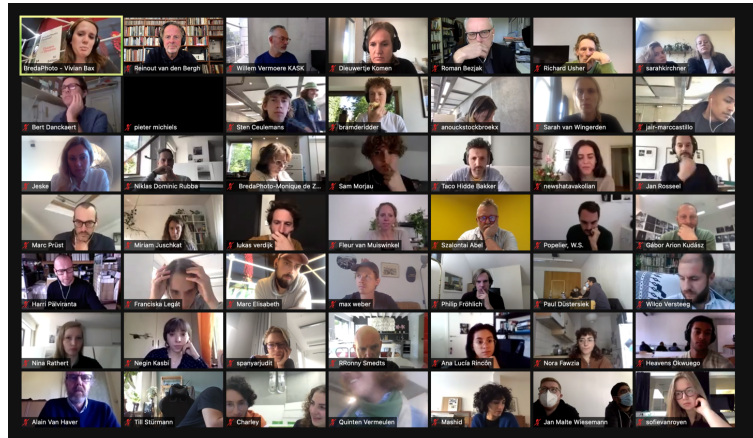 BredaPhoto - Vivian Bax
Reinout van den Bergh
Willem Vermoere KASK
Dieuwertje Komen
Roman Bezjak
Richard Usher
sarahkirchner
Bert Danckaert
pieter michiels
Sten Ceulemans
bramderidder
anouckstockbroekx
Sarah van Wingerden
jair-marccastillo
Jeske
Niklas Dominic Rubba
BredaPhoto-Monique de Z...
Sam Morjau
Taco Hidde Bakker
newshatavakolian
Jan Rosseel
Marc Prüst
Miriam Juschkat
lukas verdijk
Fleur van Muiswinkel
Szalontai Ábel
Popelier, W.S.
Gábor Arion Kudász
Harri Pälviranta
Franciska Legát
Marc Elisabeth
max weber
Philip Fröhlich
Paul Düstersiek
Wilco Versteeg
Nina Rathert
Negin Kasbi
spanyarjudit
RRonny Smedts
Ana Lucía Rincón
Nora Fawzia
Heavens Okwuego
Alain Van Haver
Till Stürmann
Charley
Quinten Vermeulen
Mashid
Jan Malte Wiesemann
sofievanroyen